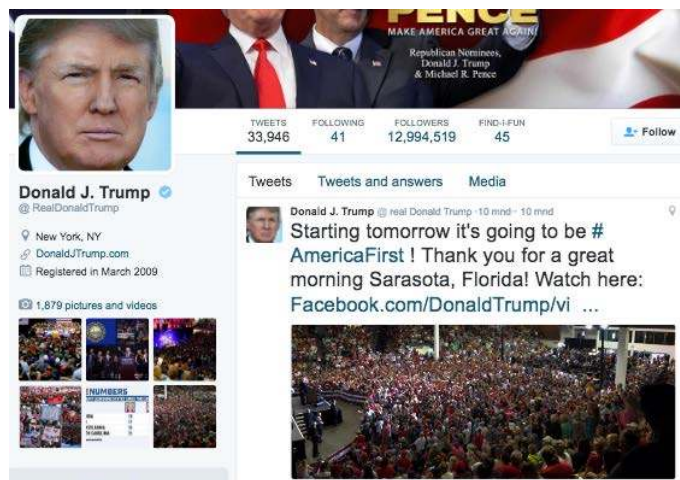 PENCE
MAKE AMERICA GREAT AGAIN!
Republican Nominees,
Donald J. Trump
& Michael R. Pence
TWEETS FOLLOWING FOLLOWERS FIND-I-FUN
33,946 41 12,994,519 45
Follow
Donald J. Trump
@ RealDonaldTrump
New York, NY
DonaldJTrump.com
Registered in March 2009
1,879 pictures and videos
NUMBERS
Tweets Tweets and answers Media
Donald J. Trump @ real Donald Trump · 10 mnd - 10 mnd
Starting tomorrow it's going to be #
AmericaFirst ! Thank you for a great
morning Sarasota, Florida! Watch here:
Facebook.com/DonaldTrump/vi ...